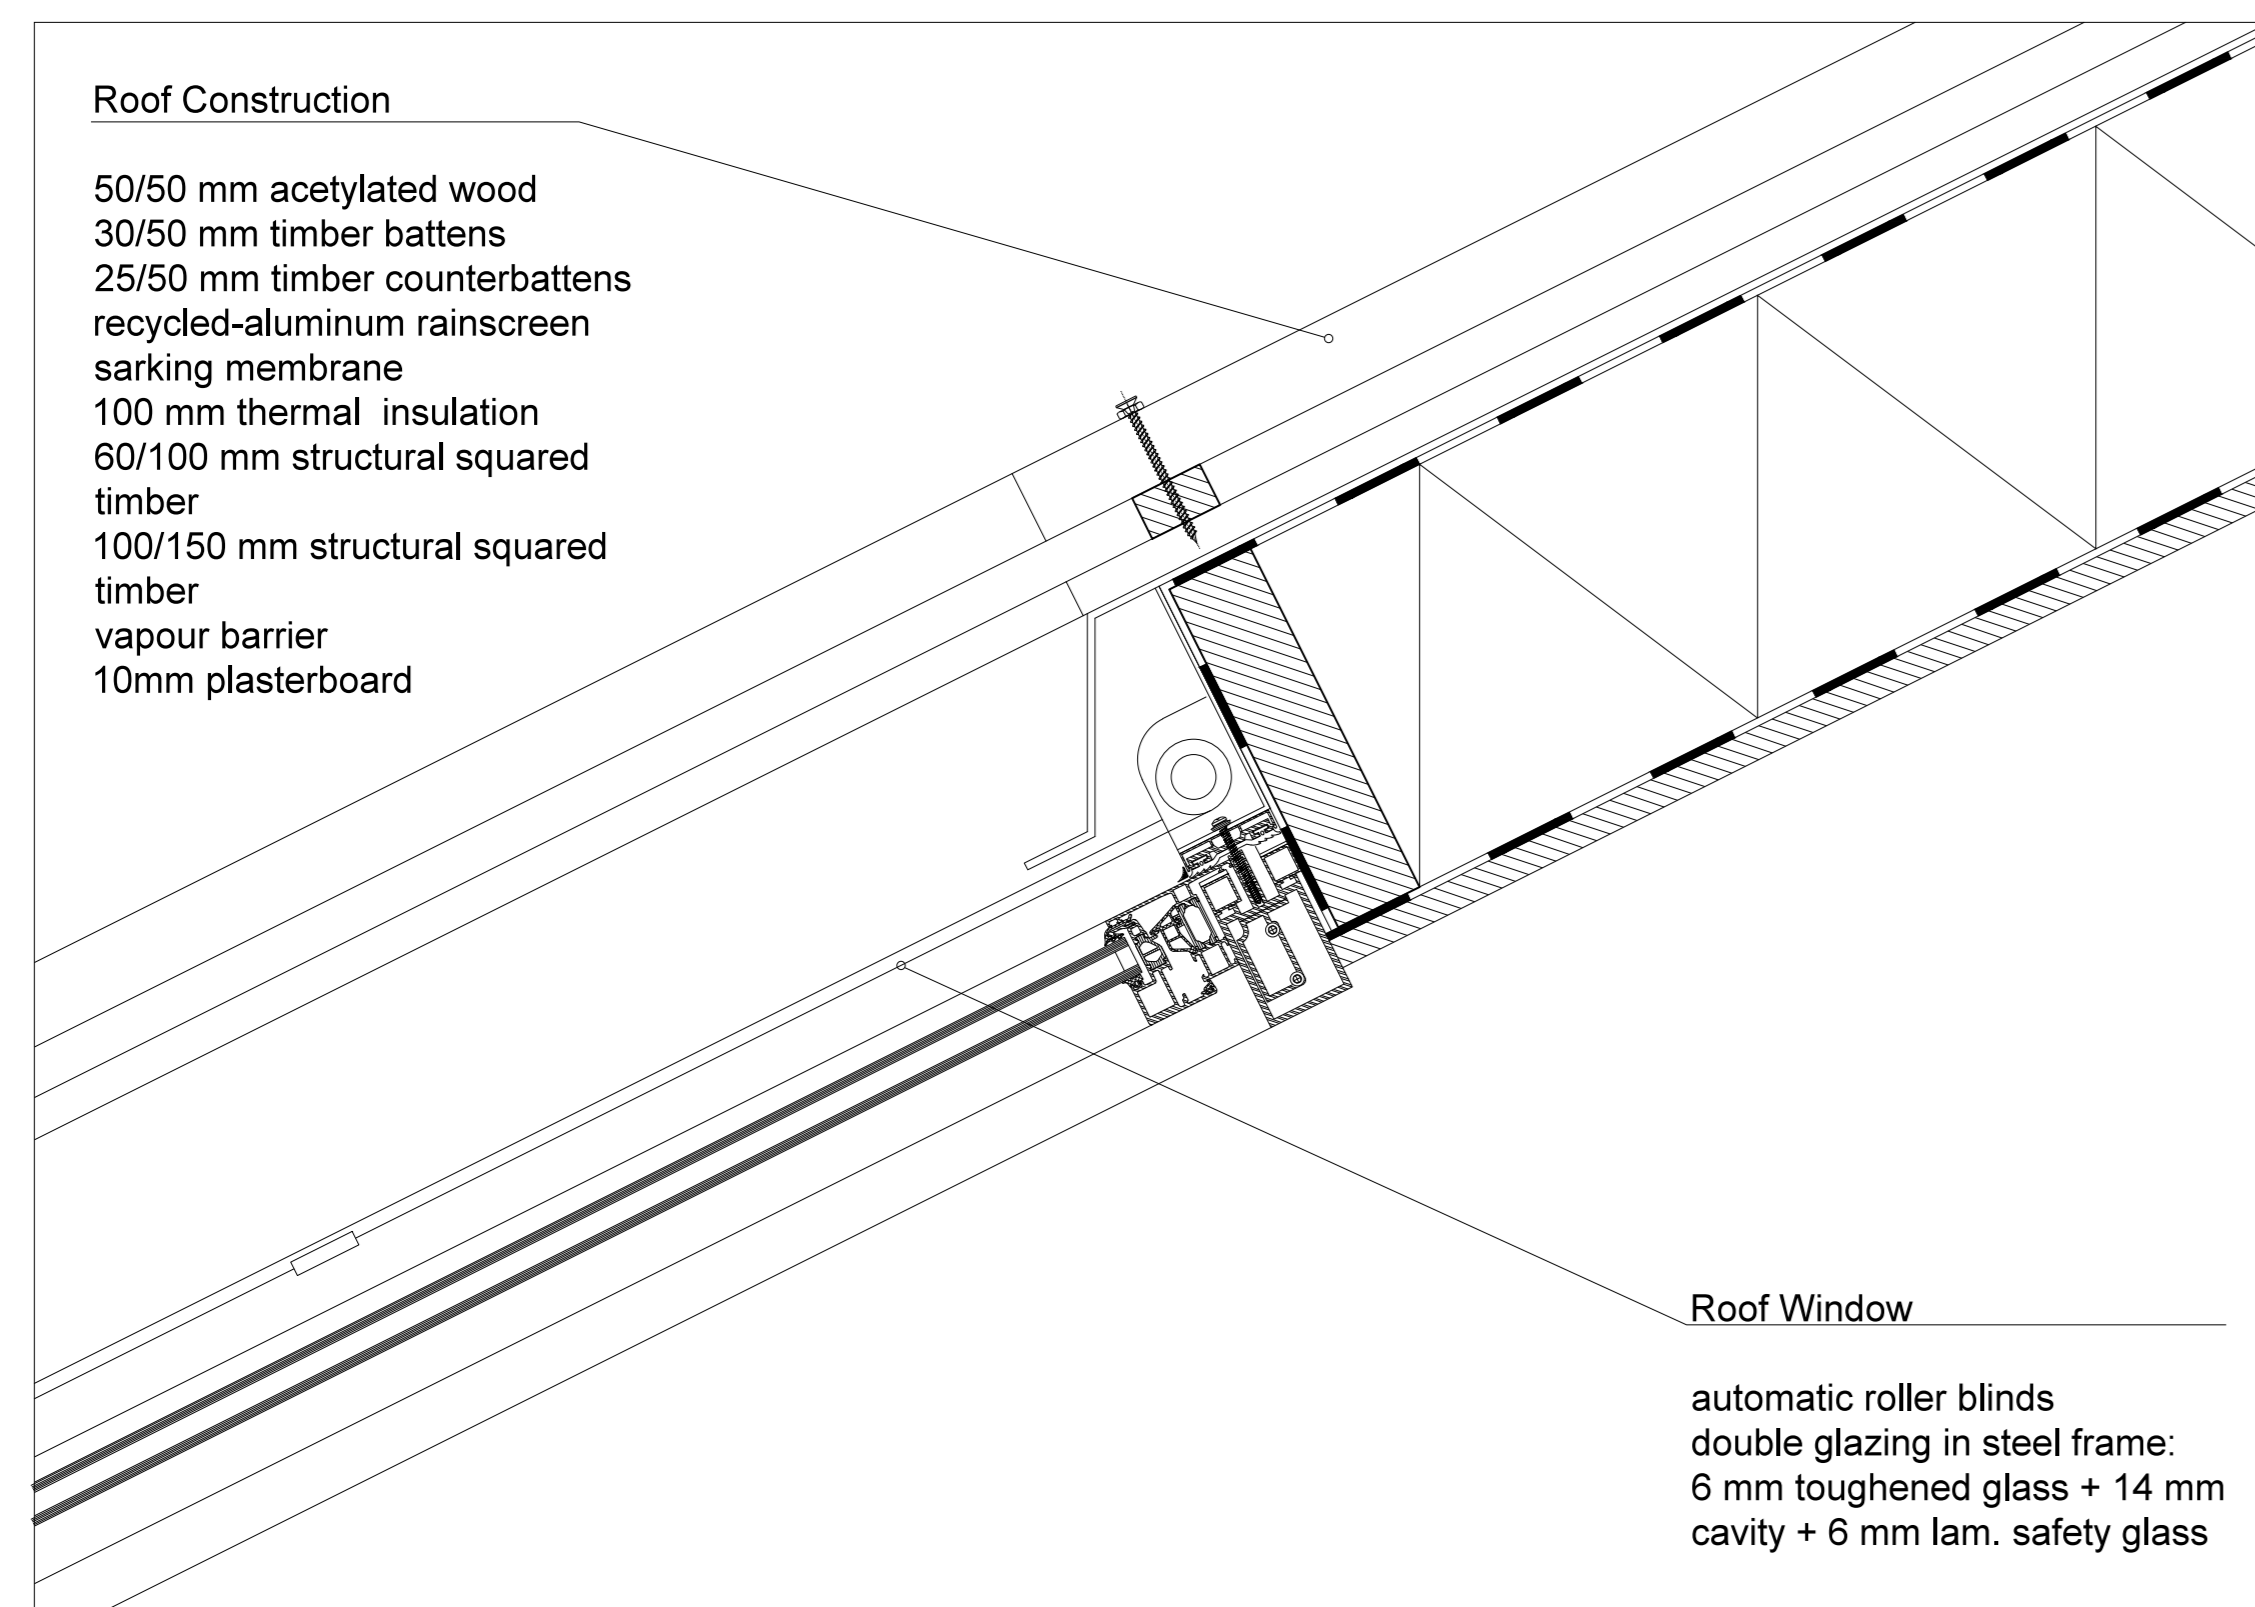 Roof Construction
50/50 mm acetylated wood
30/50 mm timber battens
25/50 mm timber counterbattens
recycled-aluminum rainscreen
sarking membrane
100 mm thermal  insulation
60/100 mm structural squared
timber
100/150 mm structural squared
timber
vapour barrier
10mm plasterboard
Roof Window
automatic roller blinds
double glazing in steel frame:
6 mm toughened glass + 14 mm
cavity + 6 mm lam. safety glass